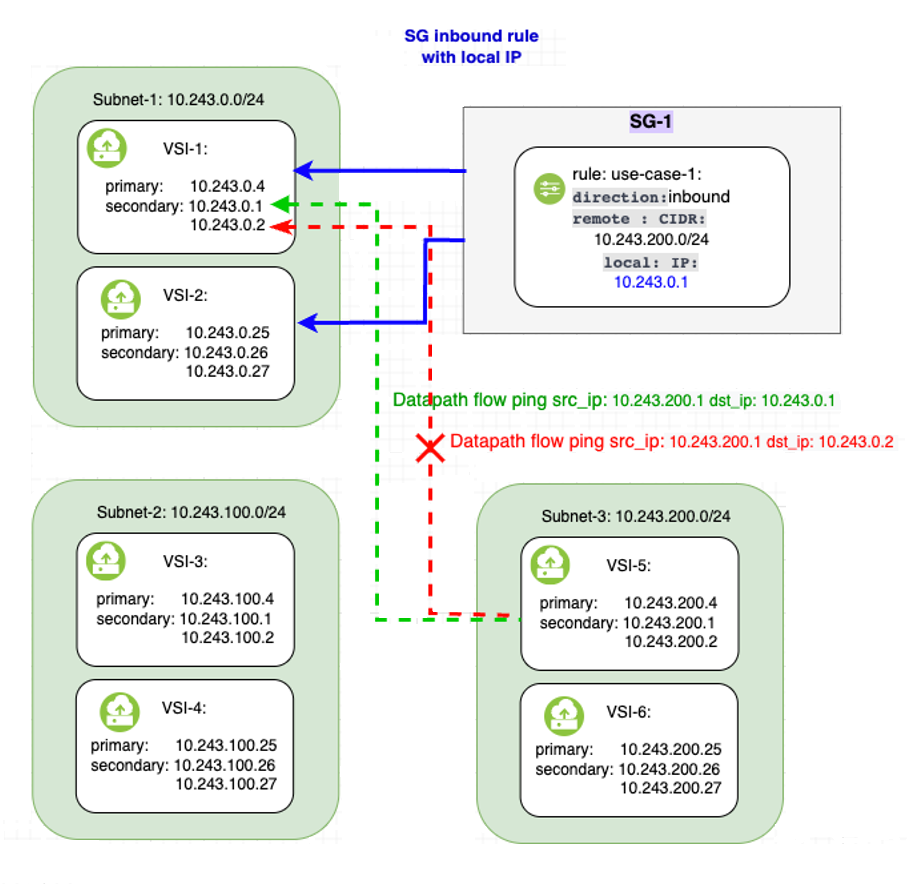 SG inbound rule
with local IP
Subnet-1: 10.243.0.0/24
VSI-1:
primary: 10.243.0.4
secondary: 10.243.0.1
10.243.0.2
VSI-2:
primary: 10.243.0.25
secondary: 10.243.0.26
10.243.0.27
SG-1
rule: use-case-1:
direction:inbound
remote : CIDR:
10.243.200.0/24
local: IP:
10.243.0.1
Datapath flow ping src_ip: 10.243.200.1 dst_ip: 10.243.0.1
Datapath flow ping src_ip: 10.243.200.1 dst_ip: 10.243.0.2
Subnet-2: 10.243.100.0/24
VSI-3:
primary: 10.243.100.4
secondary: 10.243.100.1
10.243.100.2
VSI-4:
primary: 10.243.100.25
secondary: 10.243.100.26
10.243.100.27
Subnet-3: 10.243.200.0/24
VSI-5:
primary: 10.243.200.4
secondary: 10.243.200.1
10.243.200.2
VSI-6:
primary: 10.243.200.25
secondary: 10.243.200.26
10.243.200.27